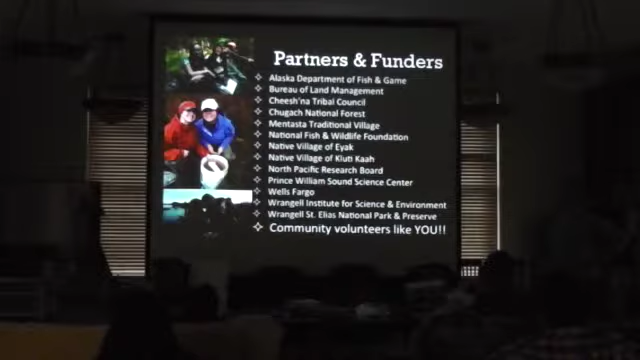 Partners & Funders
Alaska Department of Fish & Game
Bureau of Land Management
Cheesh'na Tribal Council
Chugach National Forest
Mentasta Traditional Village
National Fish & Wildlife Foundation
Native Village of Eyak
Native Village of Kluti Kaah
North Pacific Research Board
Prince William Sound Science Center
Wells Fargo
Wrangell Institute for Science & Environment
Wrangell St. Elias National Park & Preserve
Community volunteers like YOU!!